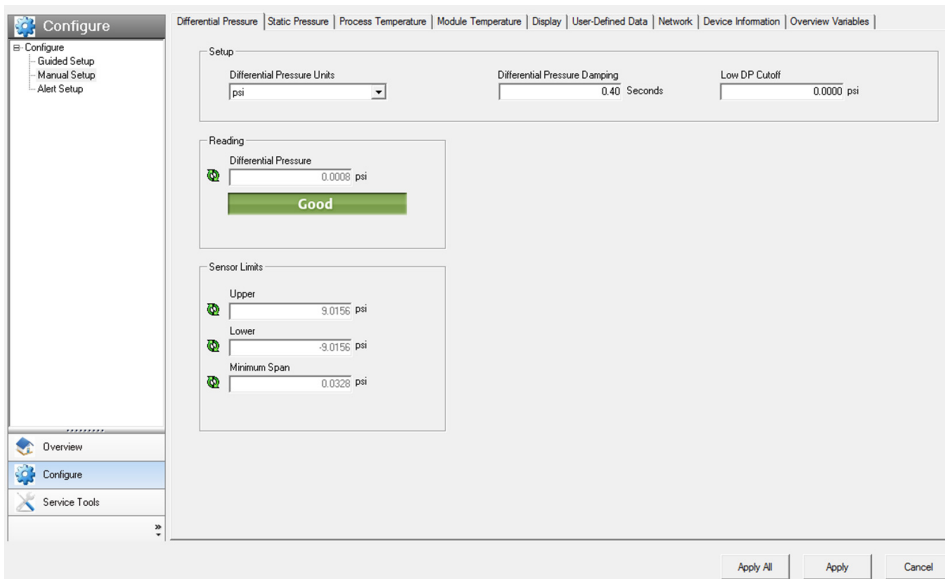 Configure
Differential Pressure Static Pressure Process Temperature Module Temperature Display User-Defined Data Network Device Information Overview Variables
Configure
Guided Setup
Manual Setup
Alert Setup
Setup
Differential Pressure Units Differential Pressure Damping Low DP Cutoff
psi 0.40 Seconds 0.0000 psi
Reading
Differential Pressure
0.0008 psi
Good
Sensor Limits
Upper
9.0156 psi
Lower
-9.0156 psi
Minimum Span
0.0328 psi
Overview
Configure
Service Tools
Apply All Apply Cancel